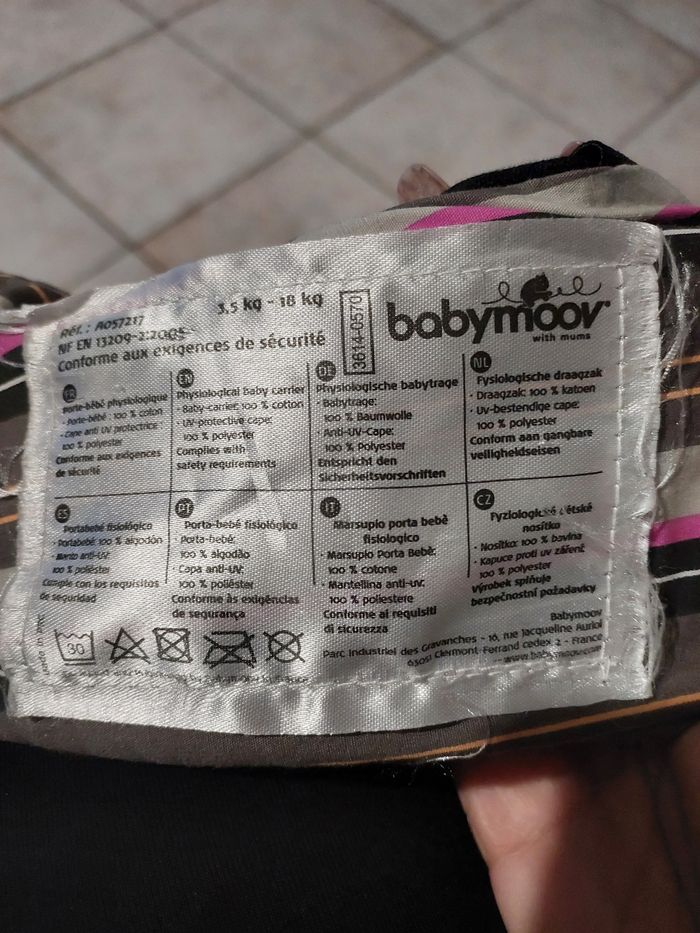 Réf. : A057217
NF EN 13209-2:2005
Conforme aux exigences de sécurité
3,5 kg - 18 kg
3614-0570
babymoov
with mums
FR
Porte-bébé physiologique
· Porte-bébé : 100 % coton
· Cape anti UV protectrice :
100 % polyester
Conforme aux exigences
de sécurité
EN
Physiological Baby carrier
· Baby-carrier: 100 % cotton
UV-protective cape:
100 % polyester
Complies with
safety requirements
DE
Physiologische babytrage
· Babytrage:
100 % Baumwolle
· Anti-UV-Cape:
100 % Polyester
Entspricht den
Sicherheitsvorschriften
NL
Fysiologische draagzak
· Draagzak: 100 % katoen
· UV-bestendige cape:
100 % polyester
Conform aan gangbare
veiligheidseisen
ES
Portabebé fisiológico
· Portabebé: 100 % algodón
· Manto anti-UV:
100 % poliéster
Cumple con los requisitos
de seguridad
PT
Porta-bebé fisiológico
· Porta-bebé:
100 % algodão
· Capa anti-UV:
100 % poliéster
Conforme às exigências
de segurança
IT
Marsupio porta bebè
fisiologico
· Marsupio Porta Bebè:
100 % cotone
· Mantellina anti-UV:
100 % poliestere
Conforme ai requisiti
di sicurezza
CZ
Fyziologické dětské
nosítko
· Nosítko: 100 % bavlna
· Kapuce proti uv záření:
100 % polyester
Výrobek splňuje
bezpečnostní požadavky
30
Babymoov
Parc Industriel des Gravanches - 16, rue Jacqueline Auriol
63051 Clermont-Ferrand cedex 2 - France
www.babymoov.com